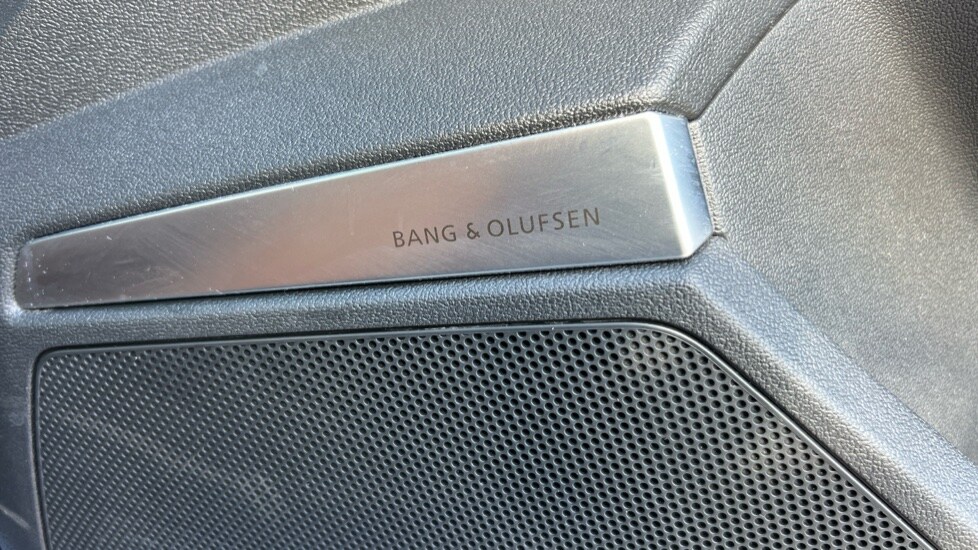 BANG & OLUFSEN